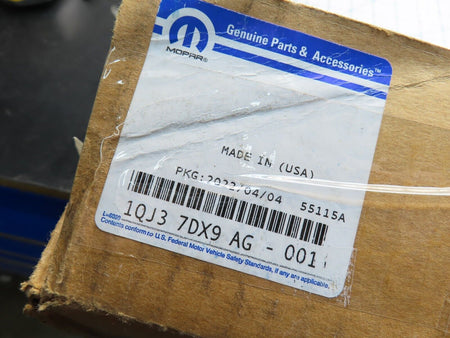 Genuine Parts & Accessories™
MOPAR®
MADE IN (USA)
PKG:2022/04/04 55115A
1QJ3 7DX9 AG - 001
Contents conform to U.S. Federal Motor Vehicle Safety Standards, if any are applicable.